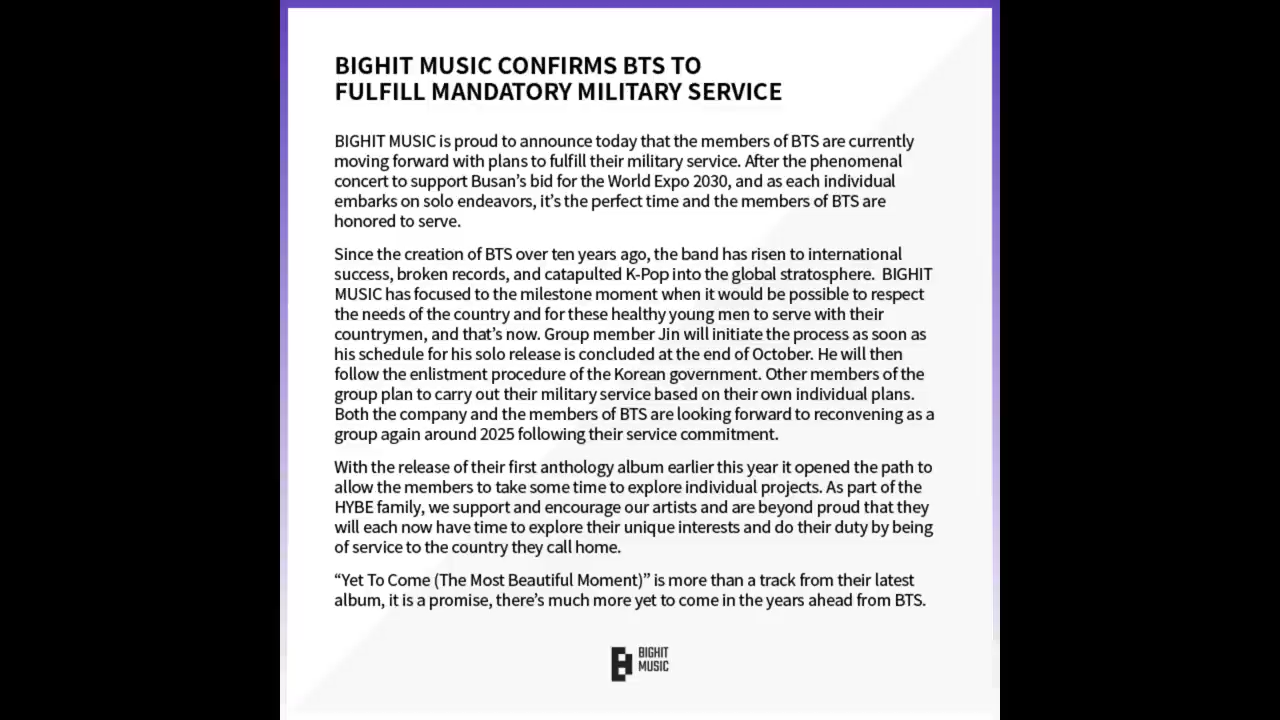 BIGHIT MUSIC CONFIRMS BTS TO
FULFILL MANDATORY MILITARY SERVICE
BIGHIT MUSIC is proud to announce today that the members of BTS are currently
moving forward with plans to fulfill their military service. After the phenomenal
concert to support Busan’s bid for the World Expo 2030, and as each individual
embarks on solo endeavors, it’s the perfect time and the members of BTS are
honored to serve.
Since the creation of BTS over ten years ago, the band has risen to international
success, broken records, and catapulted K-Pop into the global stratosphere.  BIGHIT
MUSIC has focused to the milestone moment when it would be possible to respect
the needs of the country and for these healthy young men to serve with their
countrymen, and that’s now. Group member Jin will initiate the process as soon as
his schedule for his solo release is concluded at the end of October. He will then
follow the enlistment procedure of the Korean government. Other members of the
group plan to carry out their military service based on their own individual plans.
Both the company and the members of BTS are looking forward to reconvening as a
group again around 2025 following their service commitment.
With the release of their first anthology album earlier this year it opened the path to
allow the members to take some time to explore individual projects. As part of the
HYBE family, we support and encourage our artists and are beyond proud that they
will each now have time to explore their unique interests and do their duty by being
of service to the country they call home.
“Yet To Come (The Most Beautiful Moment)” is more than a track from their latest
album, it is a promise, there’s much more yet to come in the years ahead from BTS.
BIGHIT
MUSIC